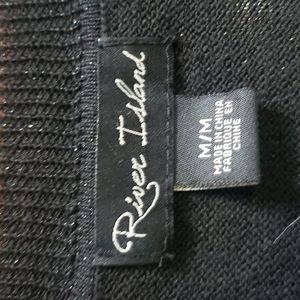 River Island
M/M
MADE IN CHINA
FABRIQUE EN
CHINE